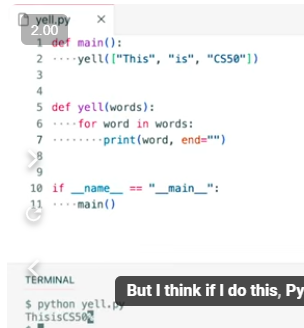 yell.py ×
2.00
1 def main():
2 ····yell(["This", "is", "CS50"])
3
4
5 def yell(words):
6 ····for word in words:
7 ········print(word, end="")
8
9
10 if __name__ == "__main__":
11 ····main()
TERMINAL
But I think if I do this, Py
$ python yell.py
ThisisCS50%
$